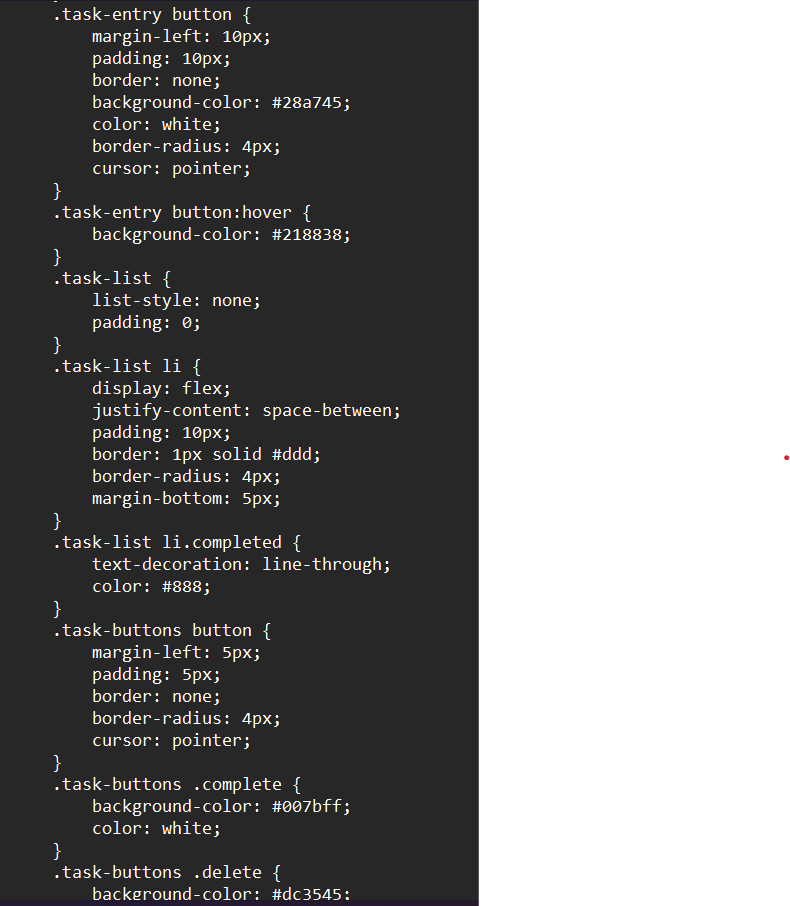 .task-entry button {
margin-left: 10px;
padding: 10px;
border: none;
background-color: #28a745;
color: white;
border-radius: 4px;
cursor: pointer;
}
.task-entry button:hover {
background-color: #218838;
}
.task-list {
list-style: none;
padding: 0;
}
.task-list li {
display: flex;
justify-content: space-between;
padding: 10px;
border: 1px solid #ddd;
border-radius: 4px;
margin-bottom: 5px;
}
.task-list li.completed {
text-decoration: line-through;
color: #888;
}
.task-buttons button {
margin-left: 5px;
padding: 5px;
border: none;
border-radius: 4px;
cursor: pointer;
}
.task-buttons .complete {
background-color: #007bff;
color: white;
}
.task-buttons .delete {
background-color: #dc3545;